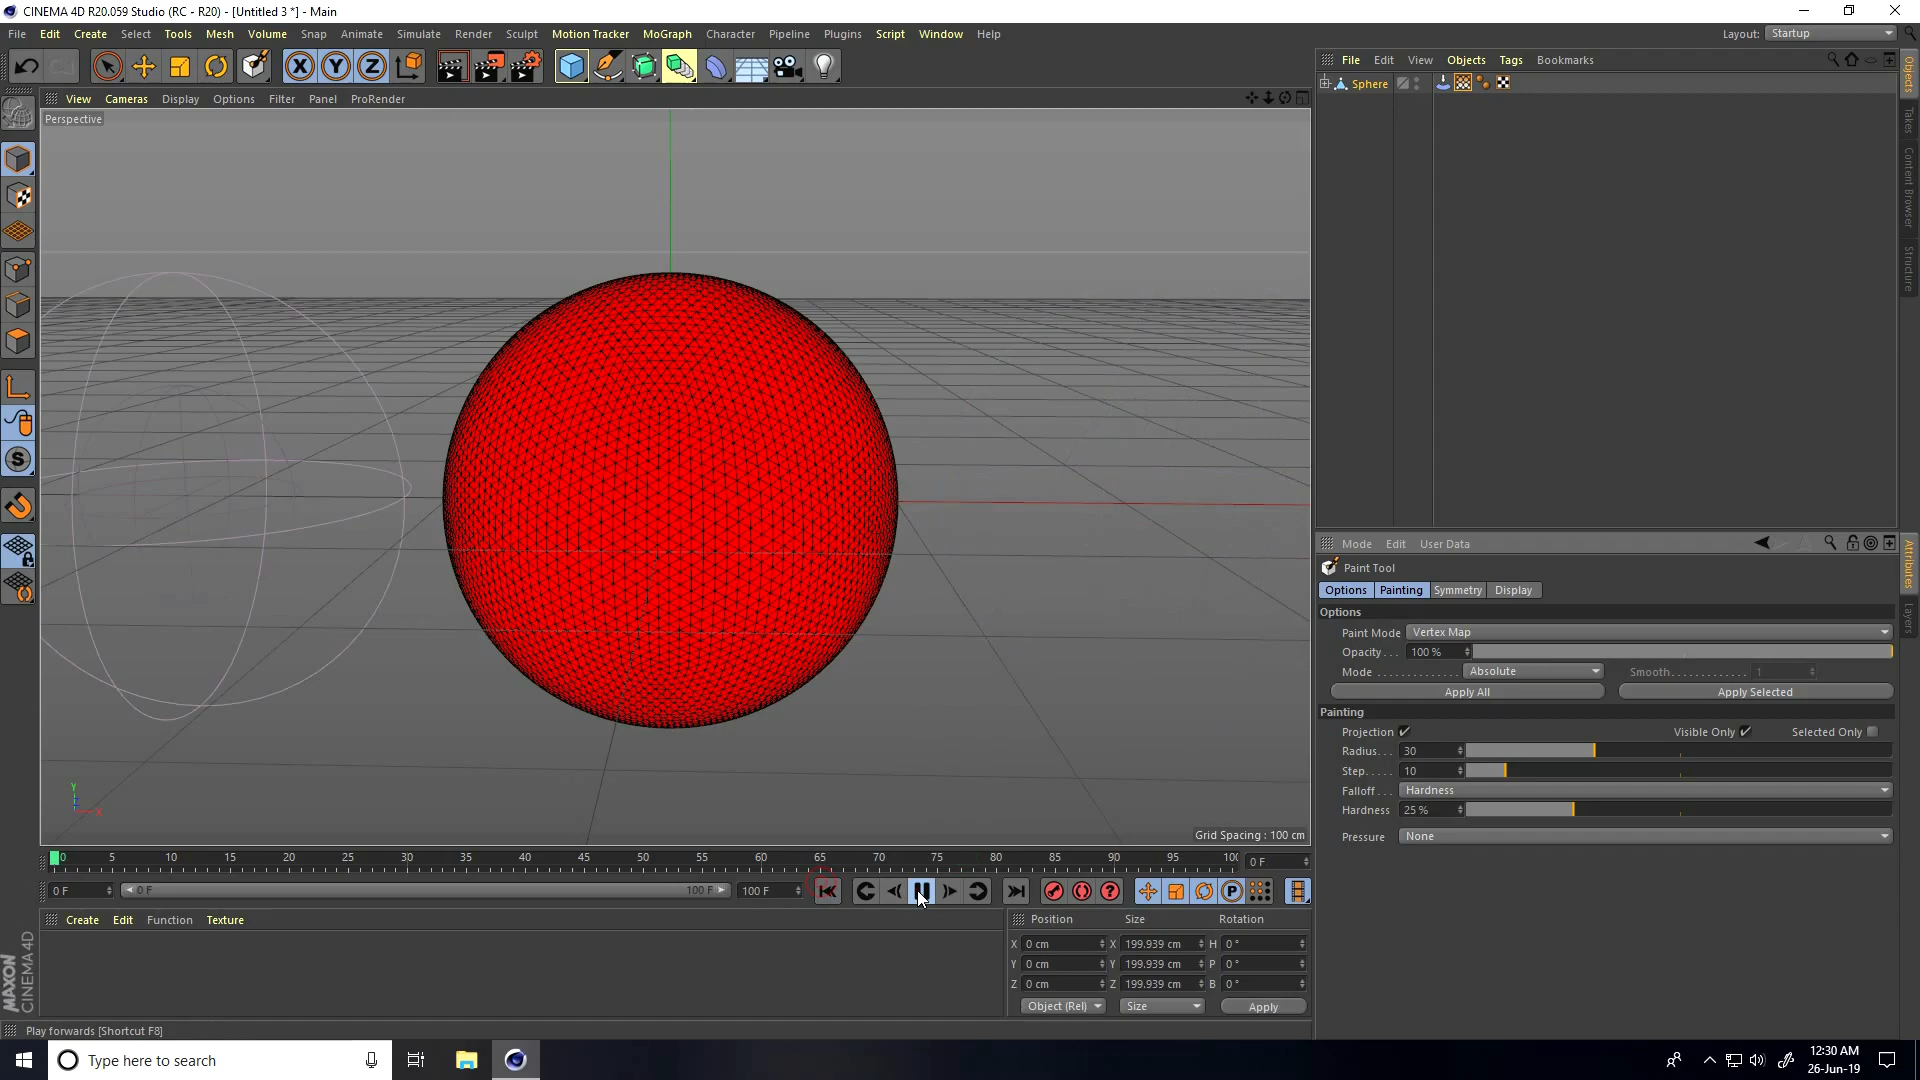 CINEMA 4D R20.059 Studio (RC - R20) - [Untitled 3 *] - Main
File Edit Create Select Tools Mesh Volume Snap Animate Simulate Render Sculpt Motion Tracker MoGraph Character Pipeline Plugins Script Window Help
Layout: Startup
X Y Z
View Cameras Display Options Filter Panel ProRender
Perspective
File Edit View Objects Tags Bookmarks
Sphere
Objects
Takes
Content Browser
Structure
S
Y
Z
X
Grid Spacing : 100 cm
Mode Edit User Data
Paint Tool
Options Painting Symmetry Display
Options
Paint Mode Vertex Map
Opacity . . . 100 %
Mode . . . . . . . . . . . . . Absolute Smooth. . . . . . . . . . . . . 1
Apply All Apply Selected
Painting
Projection Visible Only Selected Only
Radius. . . 30
Step. . . . . 10
Falloff . . . Hardness
Hardness 25 %
Pressure None
Attributes
Layers
0 5 10 15 20 25 30 35 40 45 50 55 60 65 70 75 80 85 90 95 100
0 F
0 F 0 F 100 F 100 F
P
Create Edit Function Texture
Position Size Rotation
X 0 cm X 199.939 cm H 0 °
Y 0 cm Y 199.939 cm P 0 °
Z 0 cm Z 199.939 cm B 0 °
Object (Rel) Size Apply
MAXON
CINEMA 4D
Play forwards [Shortcut F8]
Type here to search
12:30 AM
26-Jun-19